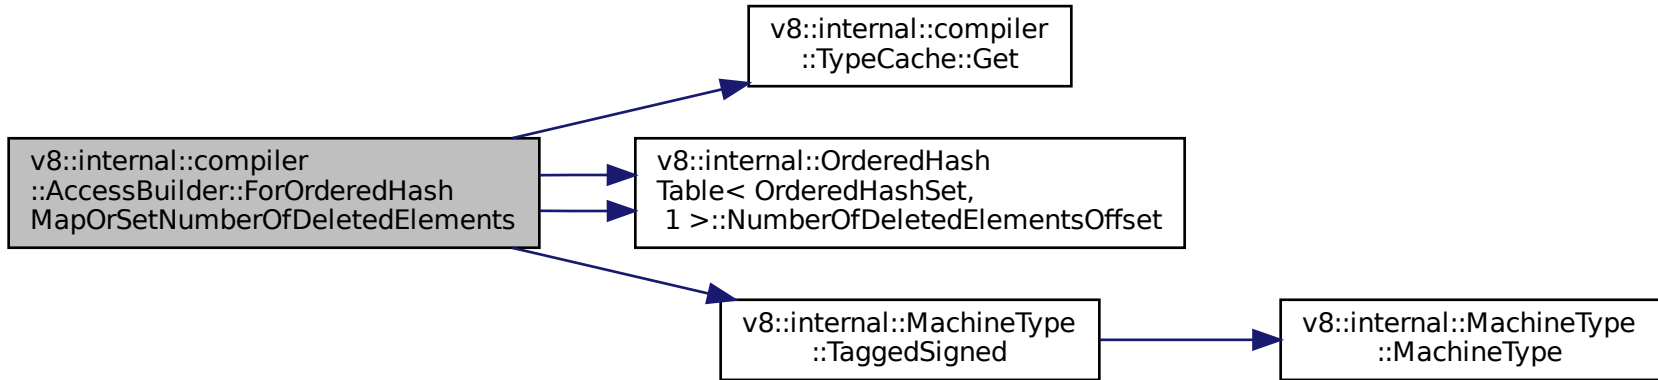 v8::internal::compiler
::TypeCache::Get
v8::internal::compiler
::AccessBuilder::ForOrderedHash
MapOrSetNumberOfDeletedElements
v8::internal::OrderedHash
Table< OrderedHashSet,
1 >::NumberOfDeletedElementsOffset
v8::internal::MachineType
::TaggedSigned
v8::internal::MachineType
::MachineType